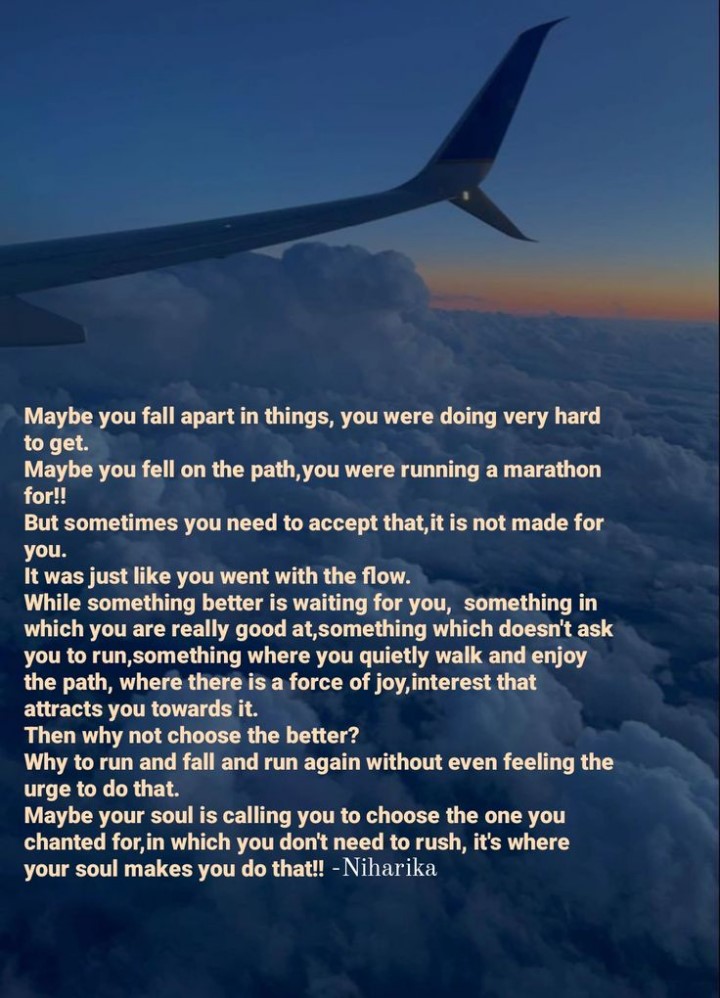 Maybe you fall apart in things, you were doing very hard
to get.
Maybe you fell on the path,you were running a marathon
for!!
But sometimes you need to accept that,it is not made for
you.
It was just like you went with the flow.
While something better is waiting for you,  something in
which you are really good at,something which doesn't ask
you to run,something where you quietly walk and enjoy
the path, where there is a force of joy,interest that
attracts you towards it.
Then why not choose the better?
Why to run and fall and run again without even feeling the
urge to do that.
Maybe your soul is calling you to choose the one you
chanted for,in which you don't need to rush, it's where
your soul makes you do that!! -Niharika